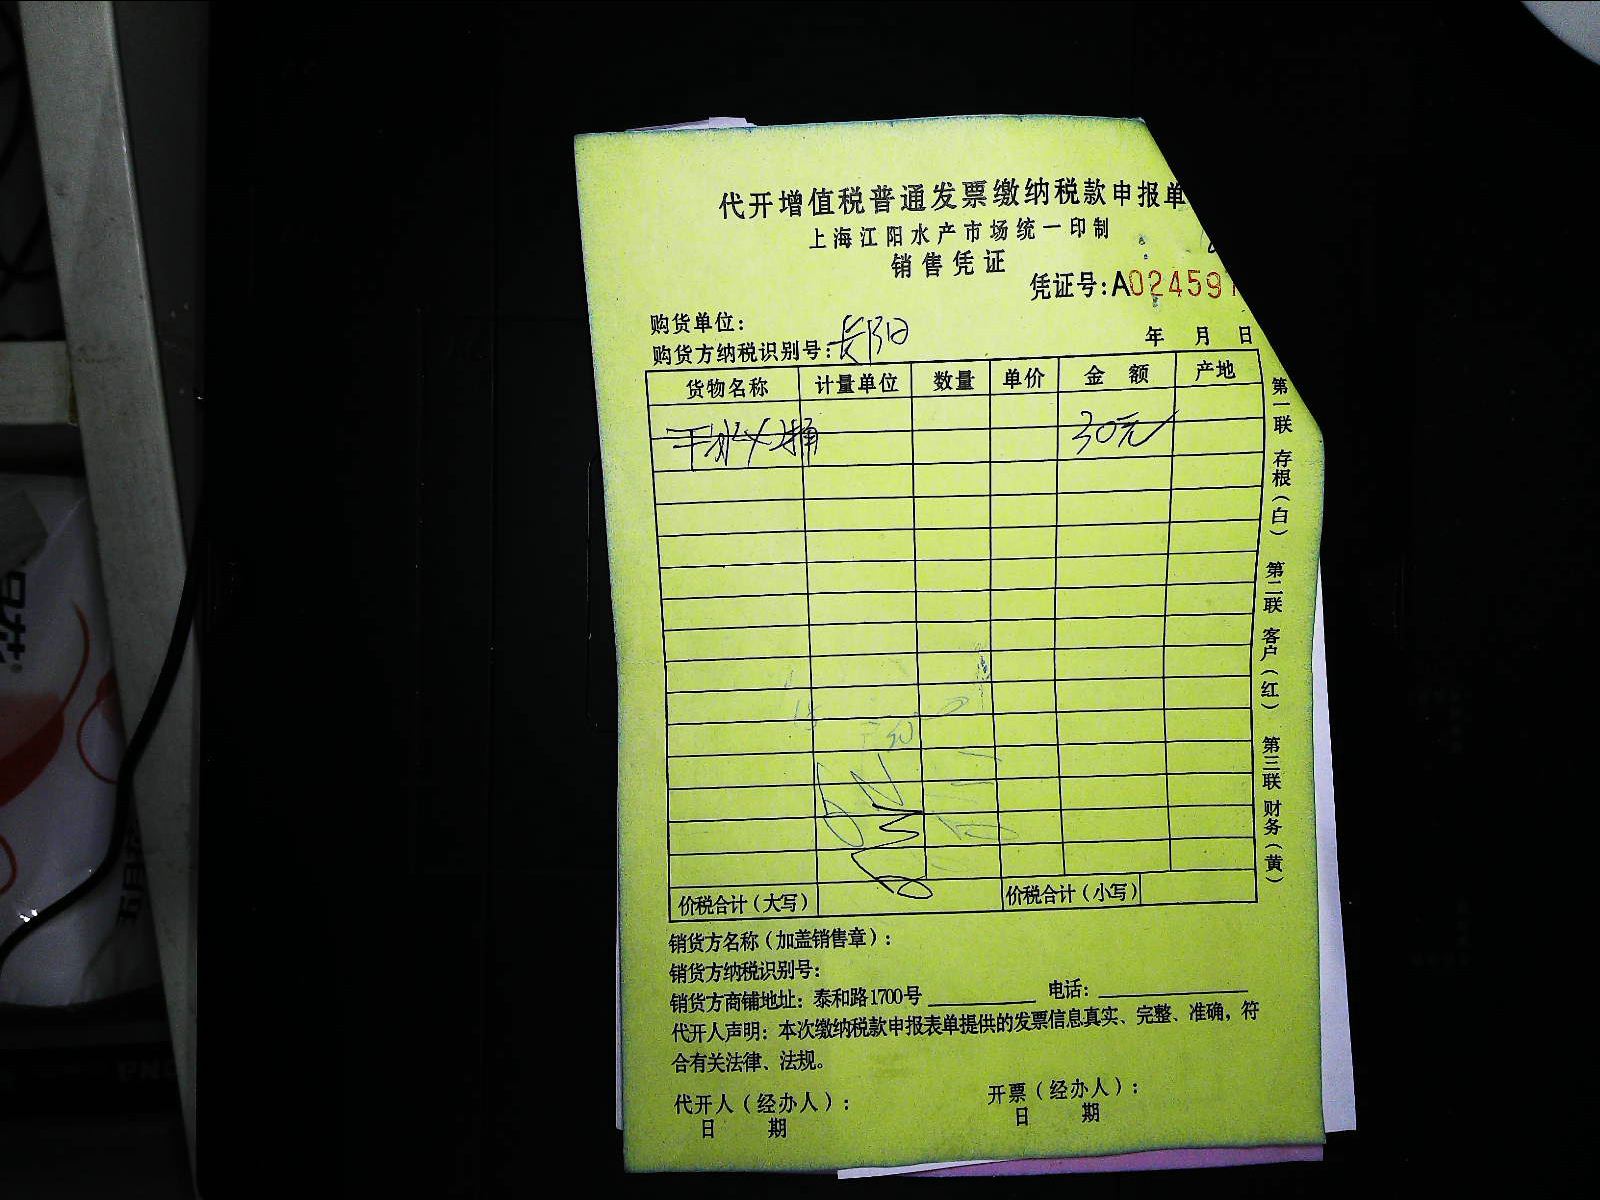 代开增值税普通发票缴纳税款申报单
上海江阳水产市场统一印制
销售凭证
凭证号:A024591
购货单位:
购货方纳税识别号:长阳
年 月 日
货物名称 计量单位 数量 单价 金 额 产地
30元
价税合计(大写) 价税合计(小写)
销货方名称(加盖销售章):
销货方纳税识别号:
销货方商铺地址: 泰和路1700号 电话:
代开人声明: 本次缴纳税款申报表单提供的发票信息真实、完整、准确,符
合有关法律、法规。
代开人(经办人): 开票(经办人):
日 期 日 期
第一联 存根(白) 第二联 客户(红) 第三联 财务(黄)